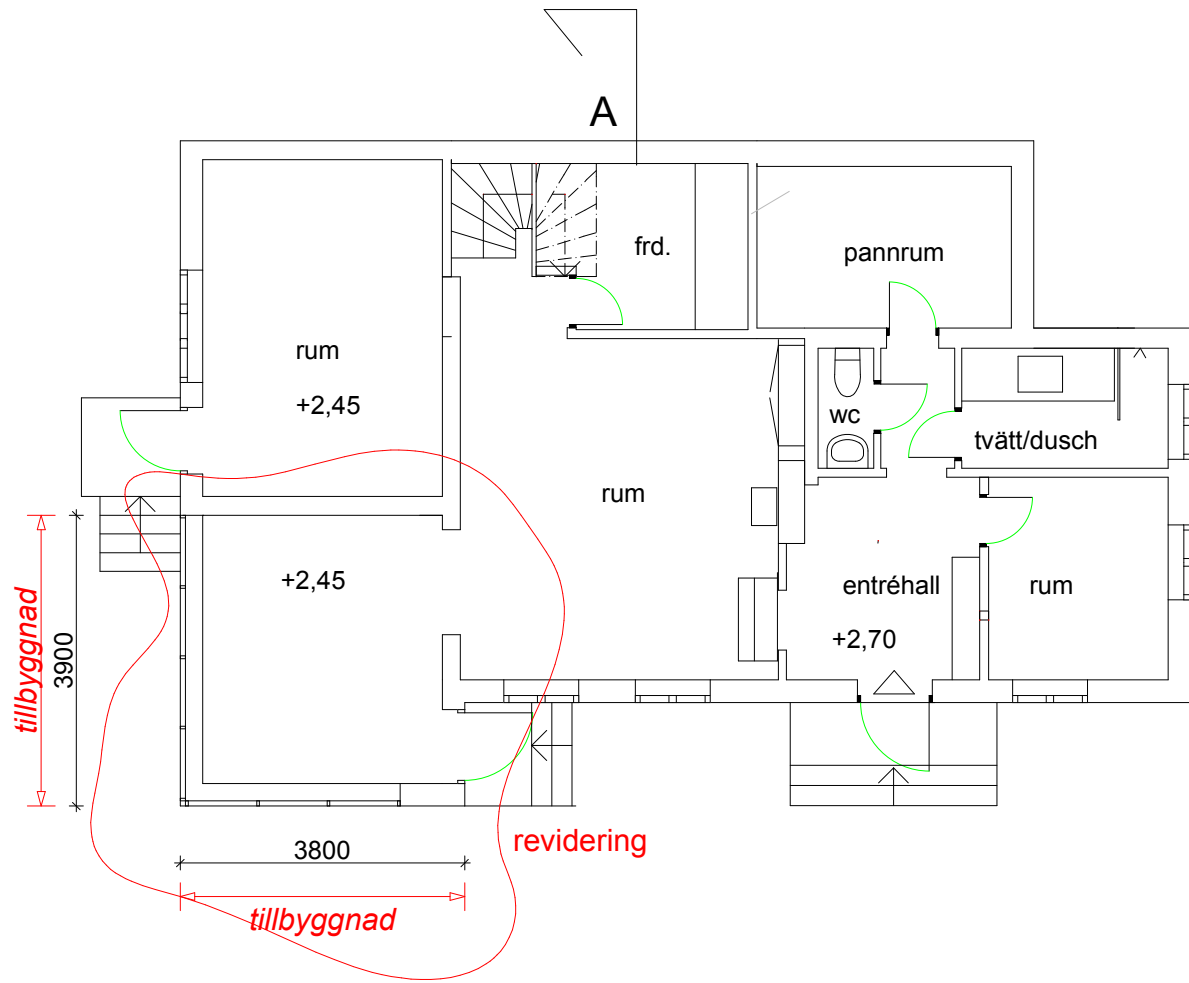 A
frd.
pannrum
rum
+2,45
wc
tvätt/dusch
rum
+2,45
entréhall
rum
+2,70
tillbyggnad
3900
revidering
3800
tillbyggnad